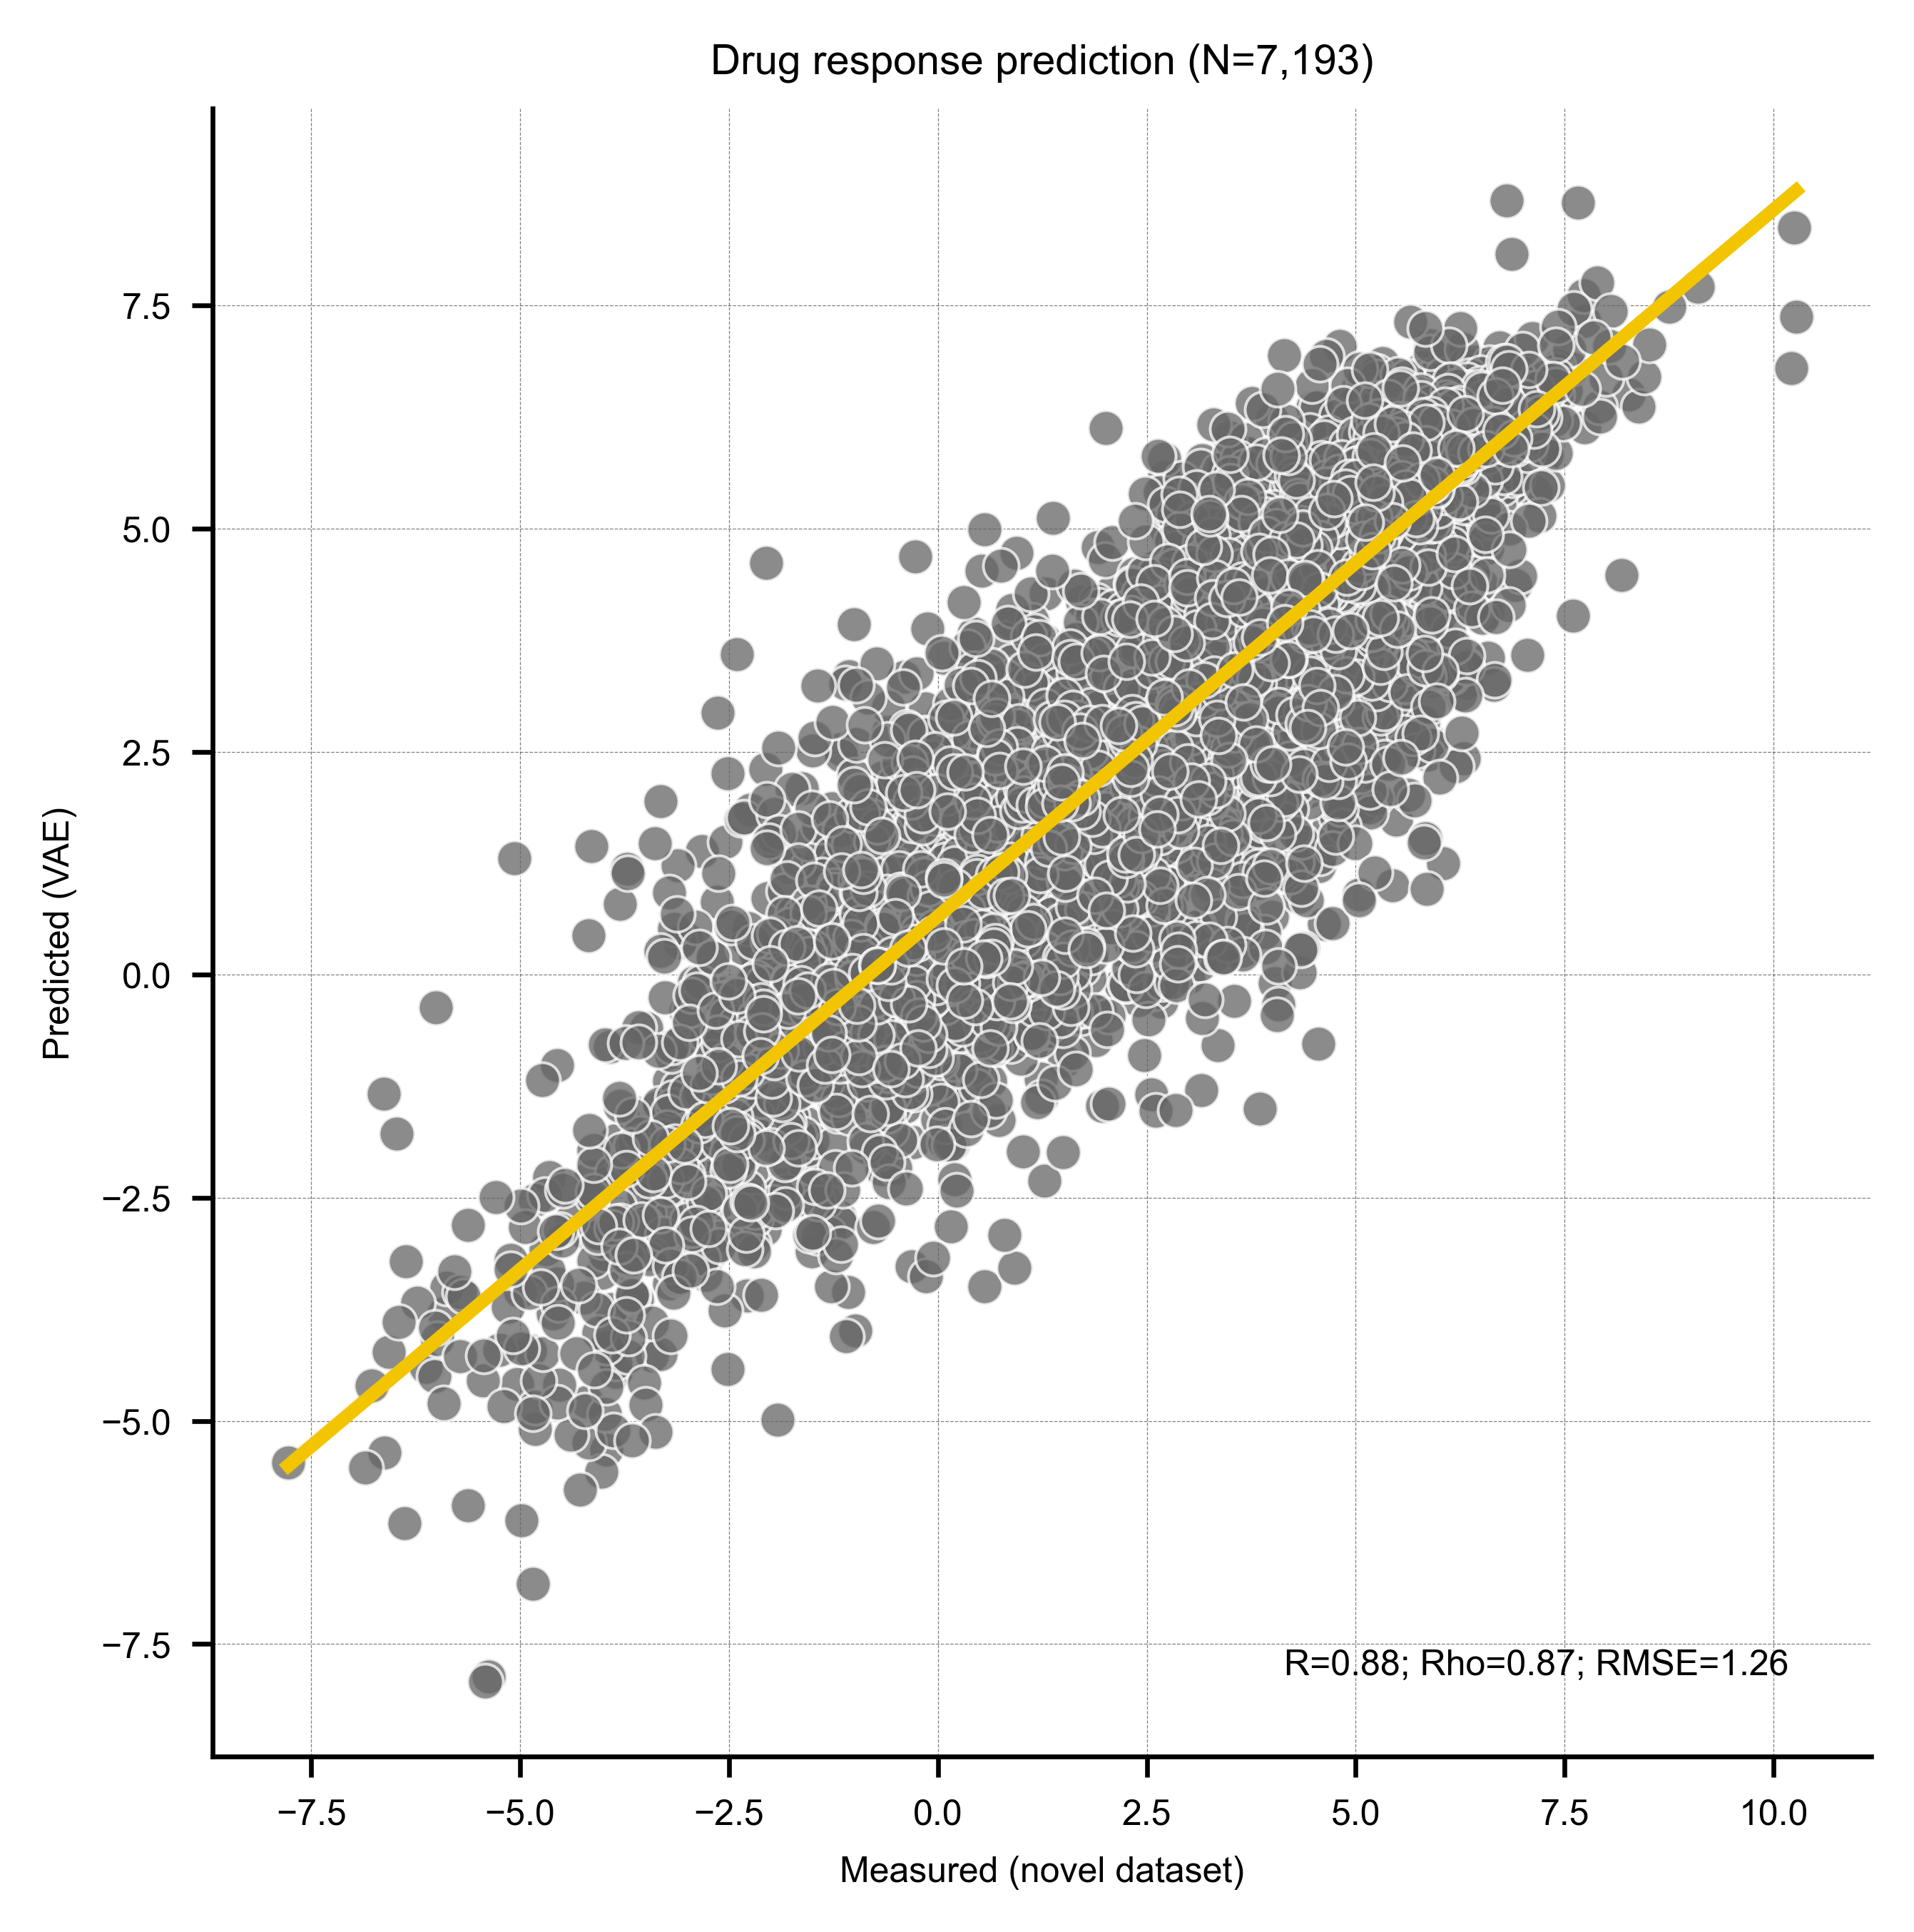 Drug response prediction (N=7,193)
7.5
5.0
2.5
0.0
−2.5
−5.0
−7.5
Predicted (VAE)
R=0.88; Rho=0.87; RMSE=1.26
−7.5 −5.0 −2.5 0.0 2.5 5.0 7.5 10.0
Measured (novel dataset)